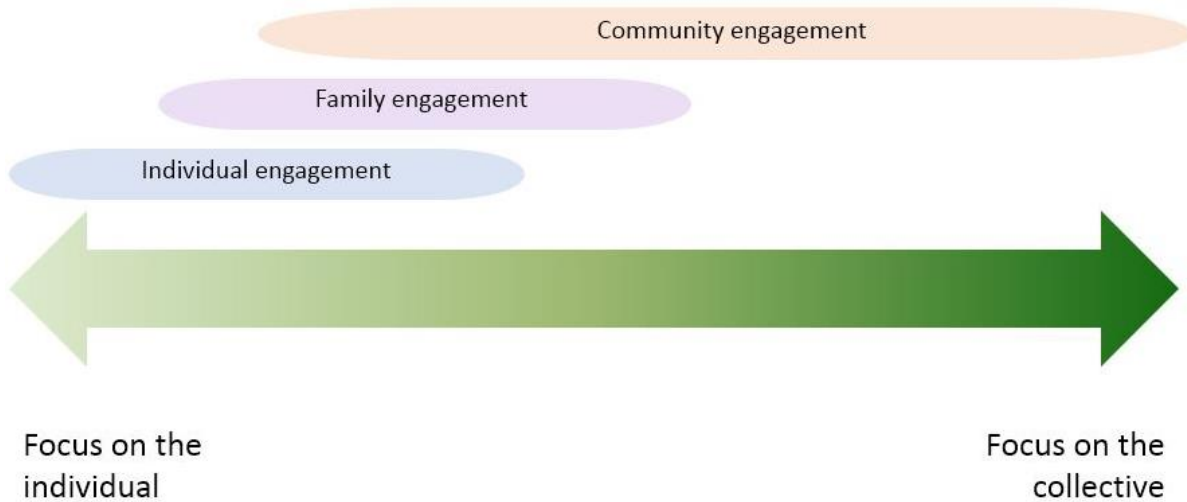 Community engagement
Family engagement
Individual engagement
Focus on the
individual
Focus on the
collective